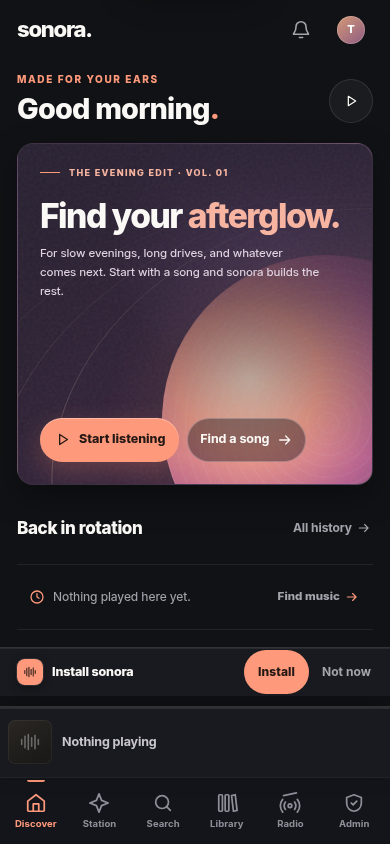 sonora.
T
MADE FOR YOUR EARS
Good morning.
THE EVENING EDIT · VOL. 01
Find your afterglow.
For slow evenings, long drives, and whatever
comes next. Start with a song and sonora builds the
rest.
Start listening
Find a song →
Back in rotation
All history →
Nothing played here yet.
Find music →
Install sonora
Install
Not now
Nothing playing
Discover
Station
Search
Library
Radio
Admin